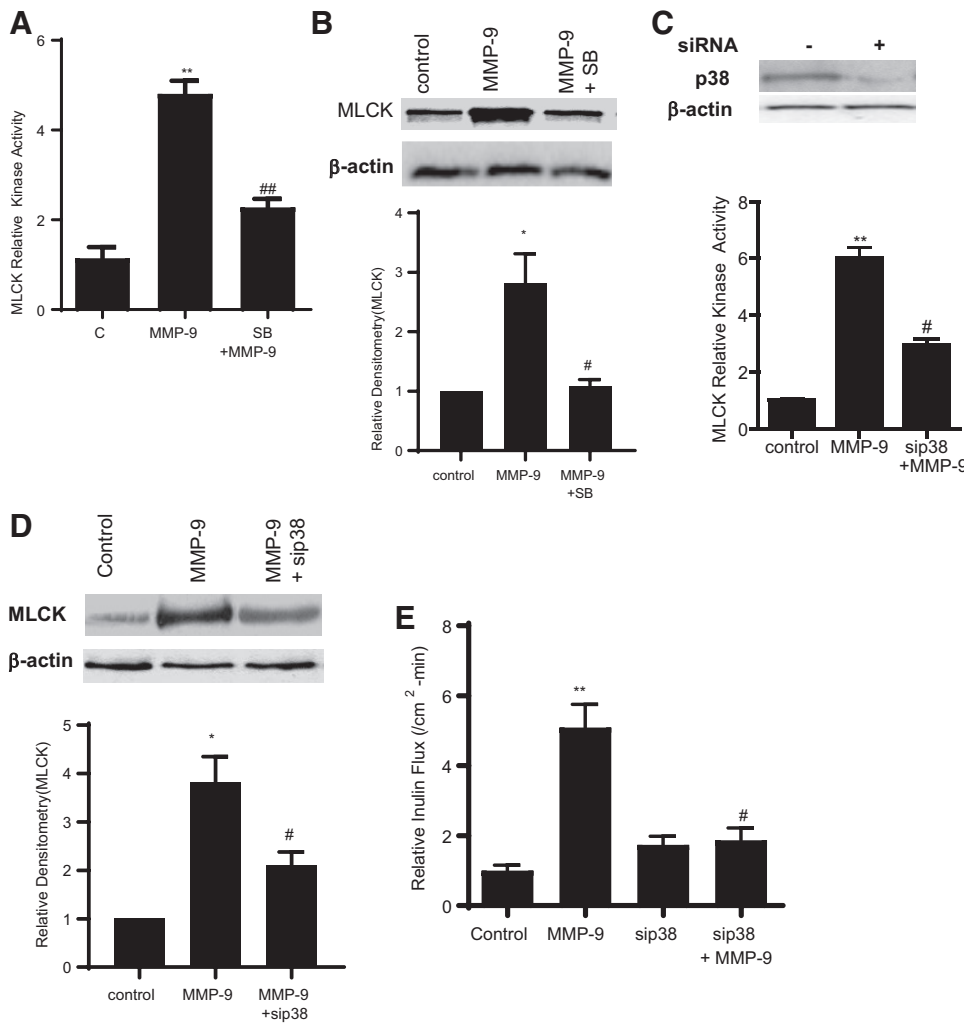 A
MLCK Relative Kinase Activity
6
4
2
0
**
##
C
MMP-9
SB
+MMP-9
B
control
MMP-9
MMP-9
+ SB
MLCK
β-actin
Relative Densitometry(MLCK)
4
3
2
1
0
*
#
control
MMP-9
MMP-9
+SB
C
siRNA - +
p38
β-actin
MLCK Relative Kinase Activity
8
6
4
2
0
**
#
control
MMP-9
sip38
+MMP-9
D
Control
MMP-9
MMP-9
+ sip38
MLCK
β-actin
Relative Densitometry(MLCK)
5
4
3
2
1
0
*
#
control
MMP-9
MMP-9
+sip38
E
Relative Inulin Flux (/cm 2 -min)
8
6
4
2
0
**
#
Control
MMP-9
sip38
sip38
+ MMP-9